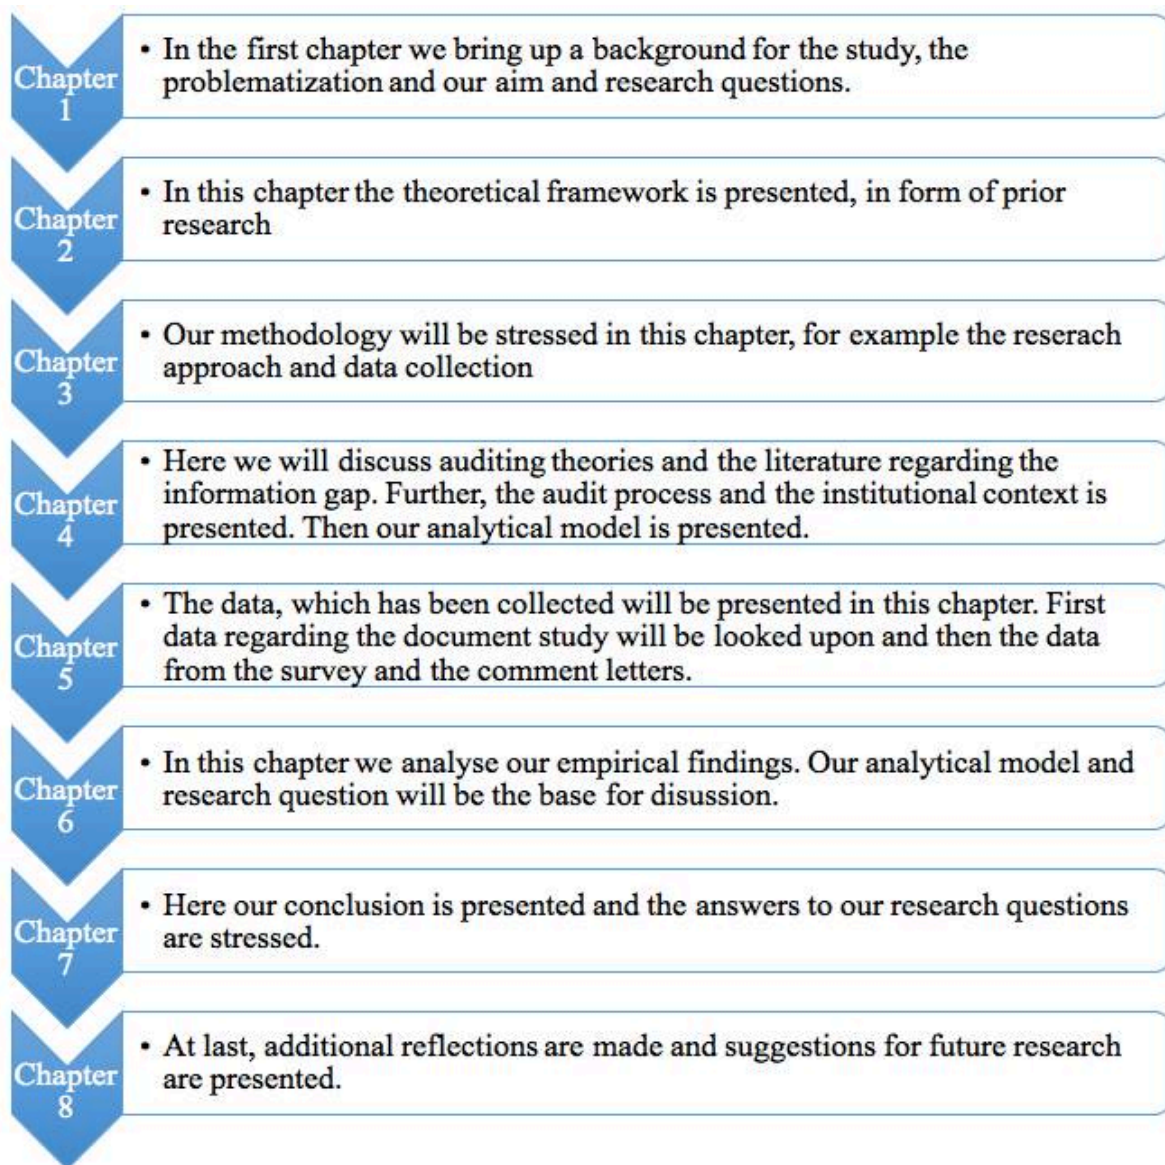 Chapter
1
• In the first chapter we bring up a background for the study, the
problematization and our aim and research questions.
Chapter
2
• In this chapter the theoretical framework is presented, in form of prior
research
Chapter
3
• Our methodology will be stressed in this chapter, for example the reserach
approach and data collection
Chapter
4
• Here we will discuss auditing theories and the literature regarding the
information gap. Further, the audit process and the institutional context is
presented. Then our analytical model is presented.
Chapter
5
• The data, which has been collected will be presented in this chapter. First
data regarding the document study will be looked upon and then the data
from the survey and the comment letters.
Chapter
6
• In this chapter we analyse our empirical findings. Our analytical model and
research question will be the base for disussion.
Chapter
7
• Here our conclusion is presented and the answers to our research questions
are stressed.
Chapter
8
• At last, additional reflections are made and suggestions for future research
are presented.